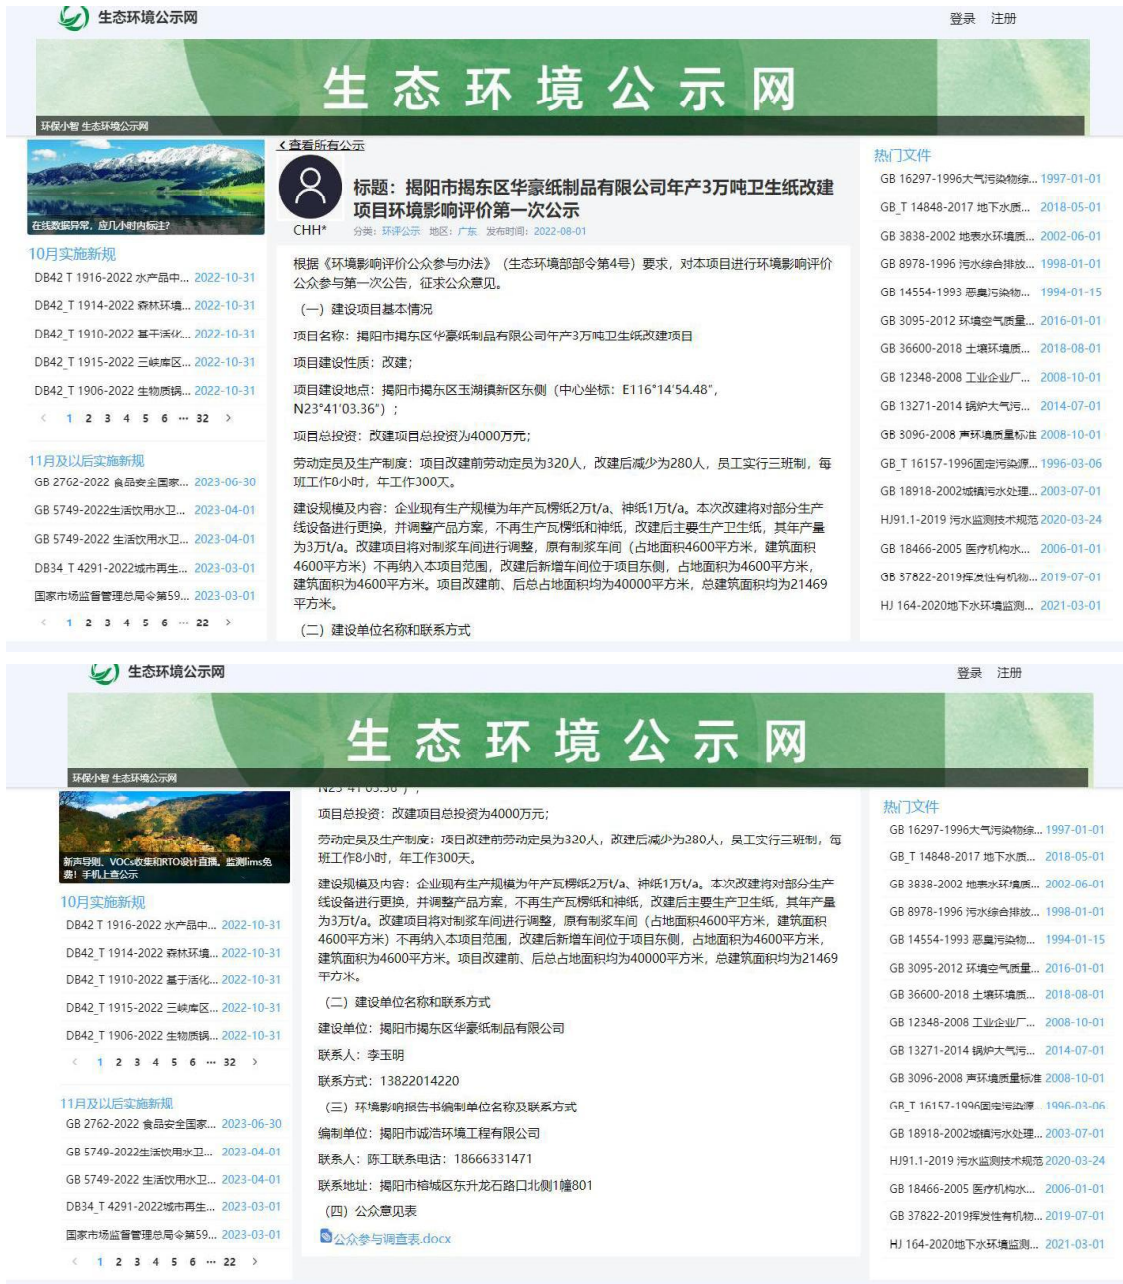 生态环境公示网
登录 注册
生态环境公示网
环保小智 生态环境公示网
在线数据异常，应几小时内标注?
10月实施新规
DB42 T 1916-2022 水产品中... 2022-10-31
DB42_T 1914-2022 森林环境... 2022-10-31
DB42_T 1910-2022 基于活化... 2022-10-31
DB42_T 1915-2022 三峡库区... 2022-10-31
DB42_T 1906-2022 生物质锅... 2022-10-31
< 1 2 3 4 5 6 ··· 32 >
11月及以后实施新规
GB 2762-2022 食品安全国家... 2023-06-30
GB 5749-2022生活饮用水卫... 2023-04-01
GB 5749-2022 生活饮用水卫... 2023-04-01
DB34_T 4291-2022城市再生... 2023-03-01
国家市场监督管理总局令第59... 2023-03-01
< 1 2 3 4 5 6 ··· 22 >
<查看所有公示
CHH*
标题：揭阳市揭东区华豪纸制品有限公司年产3万吨卫生纸改建
项目环境影响评价第一次公示
分类：环评公示 地区：广东 发布时间：2022-08-01
根据《环境影响评价公众参与办法》（生态环境部部令第4号）要求，对本项目进行环境影响评价
公众参与第一次公告，征求公众意见。
（一）建设项目基本情况
项目名称：揭阳市揭东区华豪纸制品有限公司年产3万吨卫生纸改建项目
项目建设性质：改建；
项目建设地点：揭阳市揭东区玉湖镇新区东侧（中心坐标：E116°14′54.48″，
N23°41′03.36″）；
项目总投资：改建项目总投资为4000万元；
劳动定员及生产制度：项目改建前劳动定员为320人，改建后减少为280人，员工实行三班制，每
班工作8小时，年工作300天。
建设规模及内容：企业现有生产规模为年产瓦楞纸2万t/a、神纸1万t/a。本次改建将对部分生产
线设备进行更换，并调整产品方案，不再生产瓦楞纸和神纸，改建后主要生产卫生纸，其年产量
为3万t/a。改建项目将对制浆车间进行调整，原有制浆车间（占地面积4600平方米，建筑面积
4600平方米）不再纳入本项目范围，改建后新增车间位于项目东侧，占地面积为4600平方米，
建筑面积为4600平方米。项目改建前、后总占地面积均为40000平方米，总建筑面积均为21469
平方米。
（二）建设单位名称和联系方式
热门文件
GB 16297-1996大气污染物综... 1997-01-01
GB_T 14848-2017 地下水质... 2018-05-01
GB 3838-2002 地表水环境质... 2002-06-01
GB 8978-1996 污水综合排放... 1998-01-01
GB 14554-1993 恶臭污染物... 1994-01-15
GB 3095-2012 环境空气质量... 2016-01-01
GB 36600-2018 土壤环境质... 2018-08-01
GB 12348-2008 工业企业厂... 2008-10-01
GB 13271-2014 锅炉大气污... 2014-07-01
GB 3096-2008 声环境质量标准 2008-10-01
GB_T 16157-1996固定污染源... 1996-03-06
GB 18918-2002城镇污水处理... 2003-07-01
HJ91.1-2019 污水监测技术规范 2020-03-24
GB 18466-2005 医疗机构水... 2006-01-01
GB 37822-2019挥发性有机物... 2019-07-01
HJ 164-2020地下水环境监测... 2021-03-01
生态环境公示网
登录 注册
生态环境公示网
环保小智 生态环境公示网
新声导则、VOCs收集和RTO设计直播。监测lims免
费！手机上查公示
10月实施新规
DB42 T 1916-2022 水产品中... 2022-10-31
DB42_T 1914-2022 森林环境... 2022-10-31
DB42_T 1910-2022 基于活化... 2022-10-31
DB42_T 1915-2022 三峡库区... 2022-10-31
DB42_T 1906-2022 生物质锅... 2022-10-31
< 1 2 3 4 5 6 ··· 32 >
11月及以后实施新规
GB 2762-2022 食品安全国家... 2023-06-30
GB 5749-2022生活饮用水卫... 2023-04-01
GB 5749-2022 生活饮用水卫... 2023-04-01
DB34_T 4291-2022城市再生... 2023-03-01
国家市场监督管理总局令第59... 2023-03-01
< 1 2 3 4 5 6 ··· 22 >
N23°41′03.36″）；
项目总投资：改建项目总投资为4000万元；
劳动定员及生产制度：项目改建前劳动定员为320人，改建后减少为280人，员工实行三班制，每
班工作8小时，年工作300天。
建设规模及内容：企业现有生产规模为年产瓦楞纸2万t/a、神纸1万t/a。本次改建将对部分生产
线设备进行更换，并调整产品方案，不再生产瓦楞纸和神纸，改建后主要生产卫生纸，其年产量
为3万t/a。改建项目将对制浆车间进行调整，原有制浆车间（占地面积4600平方米，建筑面积
4600平方米）不再纳入本项目范围，改建后新增车间位于项目东侧，占地面积为4600平方米，
建筑面积为4600平方米。项目改建前、后总占地面积均为40000平方米，总建筑面积均为21469
平方米。
（二）建设单位名称和联系方式
建设单位：揭阳市揭东区华豪纸制品有限公司
联系人：李玉明
联系方式：13822014220
（三）环境影响报告书编制单位名称及联系方式
编制单位：揭阳市诚浩环境工程有限公司
联系人：陈工联系电话：18666331471
联系地址：揭阳市榕城区东升龙石路口北侧1幢801
（四）公众意见表
公众参与调查表.docx
热门文件
GB 16297-1996大气污染物综... 1997-01-01
GB_T 14848-2017 地下水质... 2018-05-01
GB 3838-2002 地表水环境质... 2002-06-01
GB 8978-1996 污水综合排放... 1998-01-01
GB 14554-1993 恶臭污染物... 1994-01-15
GB 3095-2012 环境空气质量... 2016-01-01
GB 36600-2018 土壤环境质... 2018-08-01
GB 12348-2008 工业企业厂... 2008-10-01
GB 13271-2014 锅炉大气污... 2014-07-01
GB 3096-2008 声环境质量标准 2008-10-01
GB_T 16157-1996固定污染源... 1996-03-06
GB 18918-2002城镇污水处理... 2003-07-01
HJ91.1-2019 污水监测技术规范 2020-03-24
GB 18466-2005 医疗机构水... 2006-01-01
GB 37822-2019挥发性有机物... 2019-07-01
HJ 164-2020地下水环境监测... 2021-03-01